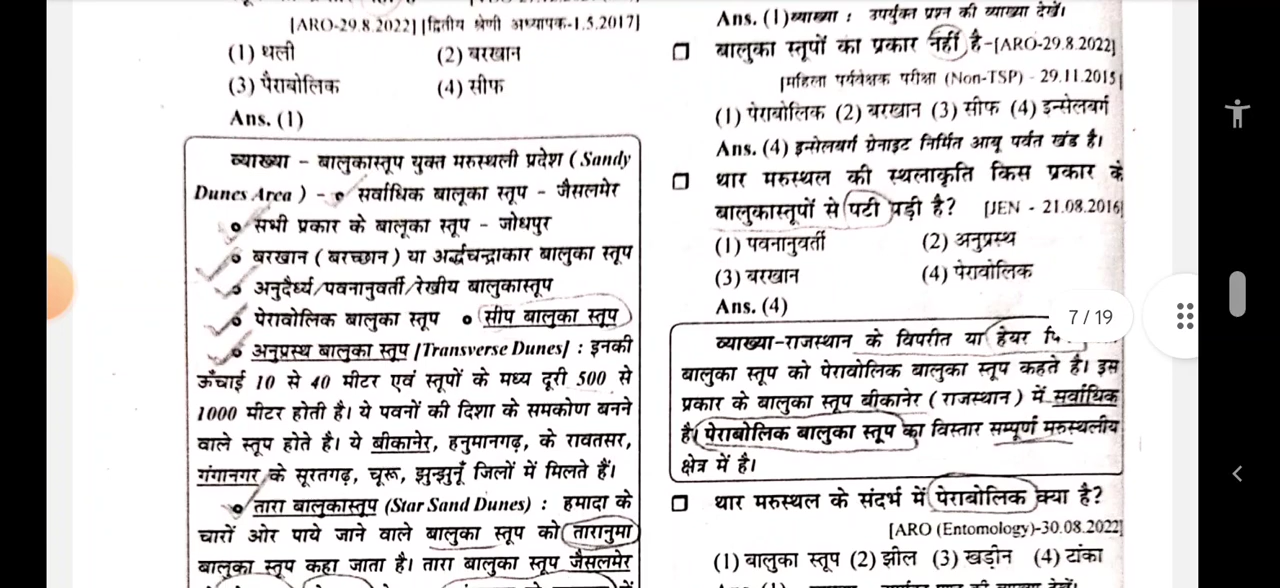 [ARO-29.8.2022] [द्वितीय श्रेणी अध्यापक-1.5.2017]
(1) थली (2) बरखान
(3) पैराबोलिक (4) सीफ
Ans. (1)
व्याख्या – बालुकास्तूप युक्त मरुस्थली प्रदेश ( Sandy
Dunes Area ) - • सर्वाधिक बालूका स्तूप - जैसलमेर
• सभी प्रकार के बालूका स्तूप - जोधपुर
• बरखान ( बरच्छान ) या अर्द्धचन्द्राकार बालुका स्तूप
• अनुदैर्ध्य/पवनानुवर्ती/रेखीय बालुकास्तूप
• पेराबोलिक बालुका स्तूप • सीप बालुका स्तूप
• अनुप्रस्थ बालुका स्तूप [Transverse Dunes] : इनकी
ऊँचाई 10 से 40 मीटर एवं स्तूपों के मध्य दूरी 500 से
1000 मीटर होती है। ये पवनों की दिशा के समकोण बनने
वाले स्तूप होते है। ये बीकानेर, हनुमानगढ़, के रावतसर,
गंगानगर के सूरतगढ़, चूरू, झुन्झुनूँ जिलों में मिलते हैं।
• तारा बालुकास्तूप (Star Sand Dunes) : हमादा के
चारों ओर पाये जाने वाले बालुका स्तूप को तारानुमा
बालुका स्तूप कहा जाता है। तारा बालुका स्तूप जैसलमेर
Ans. (1) व्याख्या : उपर्युक्त प्रश्न की व्याख्या देखें।
बालुका स्तूपों का प्रकार नहीं है-[ARO-29.8.2022]
[महिला पर्यवेक्षक परीक्षा (Non-TSP) - 29.11.2015]
(1) पेराबोलिक (2) बरखान (3) सीफ (4) इन्सेलबर्ग
Ans. (4) इन्सेलबर्ग ग्रेनाइट निर्मित आबू पर्वत खंड है।
थार मरुस्थल की स्थलाकृति किस प्रकार के
बालुकास्तूपों से पटी पड़ी है? [JEN - 21.08.2016]
(1) पवनानुवर्ती (2) अनुप्रस्थ
(3) बरखान (4) पेराबोलिक
Ans. (4)
7 / 19
व्याख्या-राजस्थान के विपरीत या हेयर
बालुका स्तूप को पेराबोलिक बालुका स्तूप कहते है। इस
प्रकार के बालुका स्तूप बीकानेर ( राजस्थान ) में सर्वाधिक
है। पेराबोलिक बालुका स्तूप का विस्तार सम्पूर्ण मरुस्थलीय
क्षेत्र में है।
थार मरुस्थल के संदर्भ में पेराबोलिक क्या है?
[ARO (Entomology)-30.08.2022]
(1) बालुका स्तूप (2) झील (3) खड़ीन (4) टांका